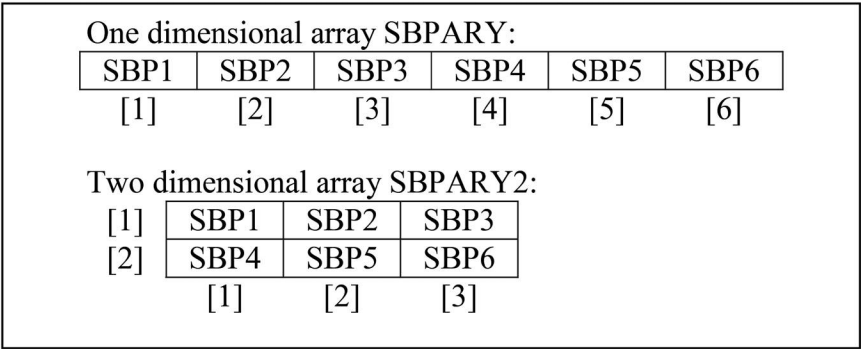 One dimensional array SBPARY:
SBP1 SBP2 SBP3 SBP4 SBP5 SBP6
[1] [2] [3] [4] [5] [6]
Two dimensional array SBPARY2:
[1] SBP1 SBP2 SBP3
[2] SBP4 SBP5 SBP6
[1] [2] [3]